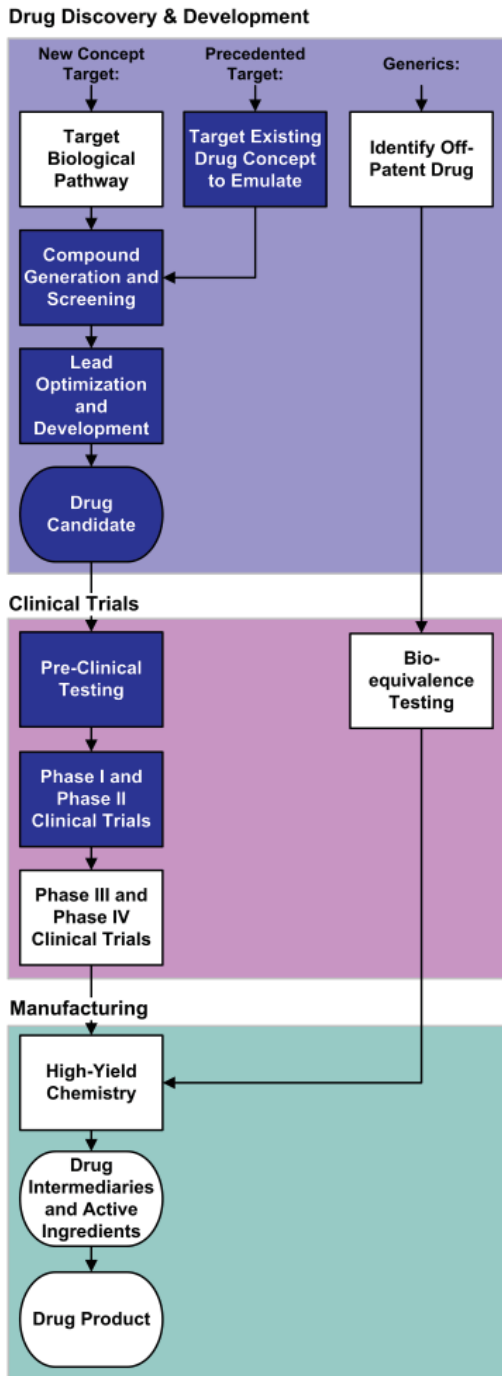 Drug Discovery & Development
New Concept
Target:
Precedented
Target:
Generics:
Target
Biological
Pathway
Target Existing
Drug Concept
to Emulate
Identify Off-
Patent Drug
Compound
Generation and
Screening
Lead
Optimization
and
Development
Drug
Candidate
Clinical Trials
Pre-Clinical
Testing
Bio-
equivalence
Testing
Phase I and
Phase II
Clinical Trials
Phase III and
Phase IV
Clinical Trials
Manufacturing
High-Yield
Chemistry
Drug
Intermediaries
and Active
Ingredients
Drug Product